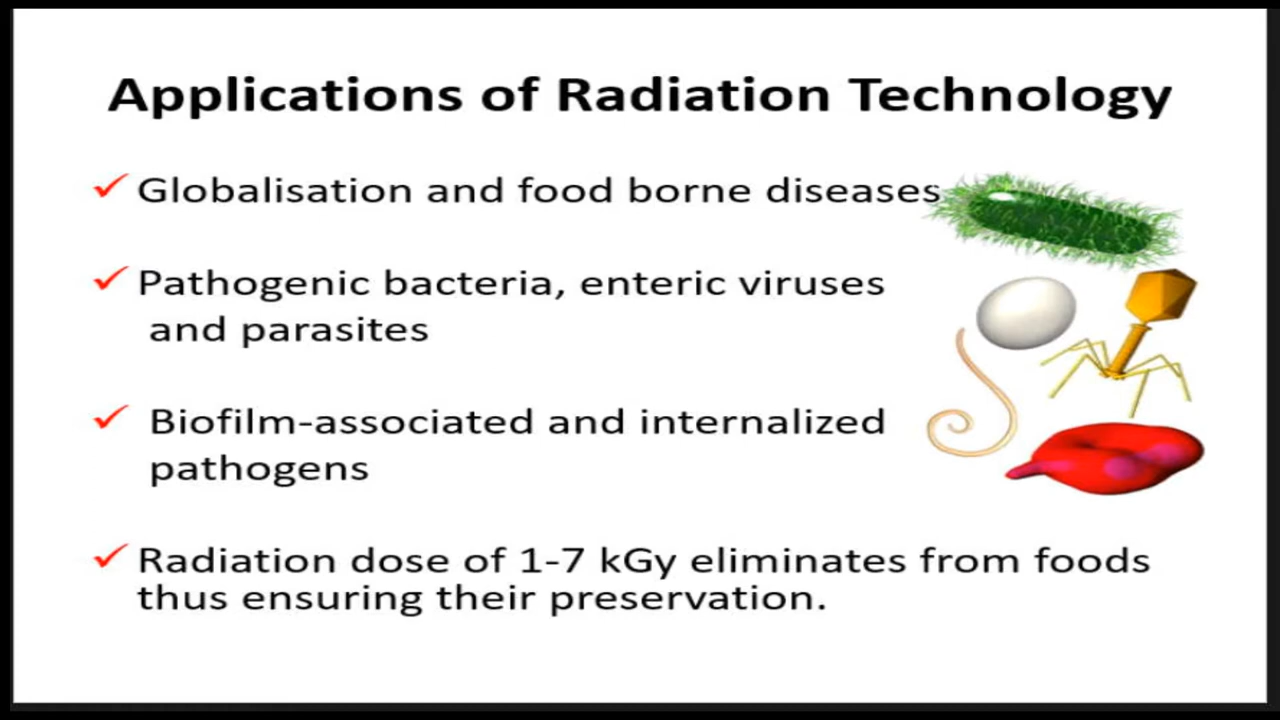 Applications of Radiation Technology
✓ Globalisation and food borne diseases
✓ Pathogenic bacteria, enteric viruses
and parasites
✓ Biofilm-associated and internalized
pathogens
✓ Radiation dose of 1-7 kGy eliminates from foods
thus ensuring their preservation.